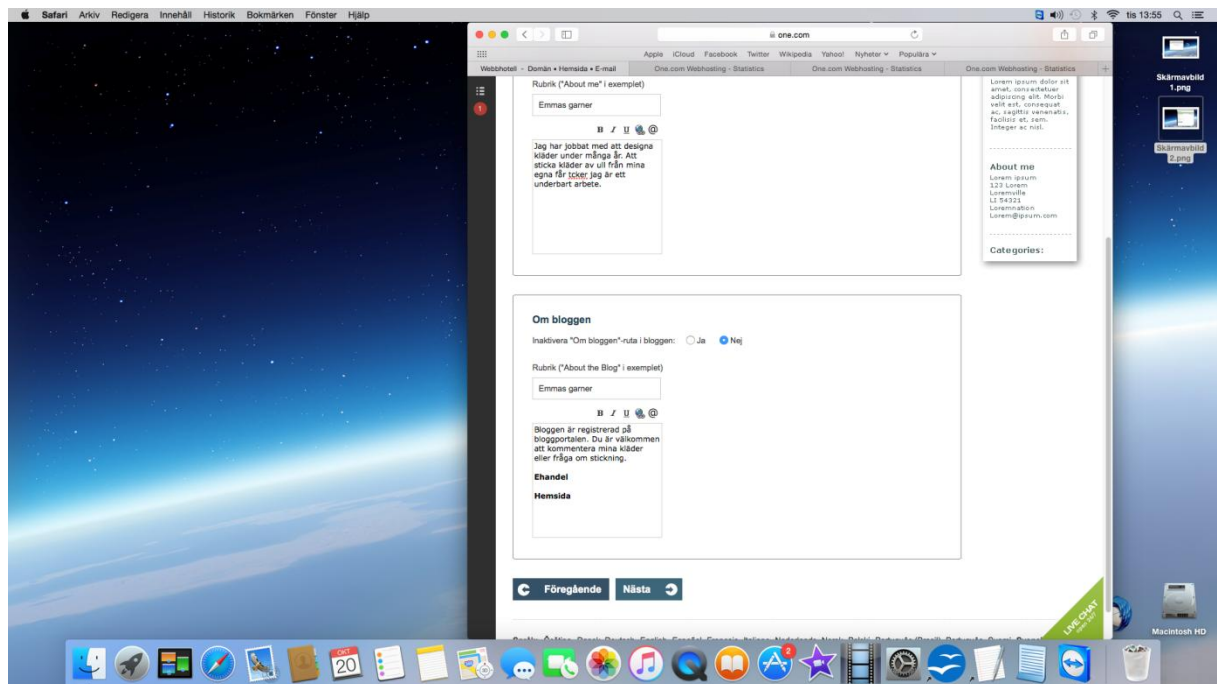 Safari Arkiv Redigera Innehåll Historik Bokmärken Fönster Hjälp
tis 13:55
one.com
Apple iCloud Facebook Twitter Wikipedia Yahoo! Nyheter Populära
Webbhotell - Domän • Hemsida • E-mail
One.com Webhosting - Statistics
One.com Webhosting - Statistics
One.com Webhosting - Statistics
1
Rubrik ("About me" i exemplet)
Emmas garner
B I U @
Jag har jobbat med att designa
kläder under många år. Att
sticka kläder av ull från mina
egna får tcker jag är ett
underbart arbete.
Lorem ipsum dolor sit
amet, consectetuer
adipiscing elit. Morbi
velit est, consequat
ac, sagittis venenatis,
facilisis et, sem.
Integer ac nisl.
About me
Lorem ipsum
123 Lorem
Loremville
LI 54321
Loremnation
Lorem@ipsum.com
Categories:
Om bloggen
Inaktivera "Om bloggen"-ruta i bloggen: Ja Nej
Rubrik ("About the Blog" i exemplet)
Emmas garner
B I U @
Bloggen är registrerad på
bloggportalen. Du är välkommen
att kommentera mina kläder
eller fråga om stickning.
Ehandel
Hemsida
Föregående Nästa
LIVE CHAT
Skärmavbild
1.png
Skärmavbild
2.png
Macintosh HD
OKT
20
2